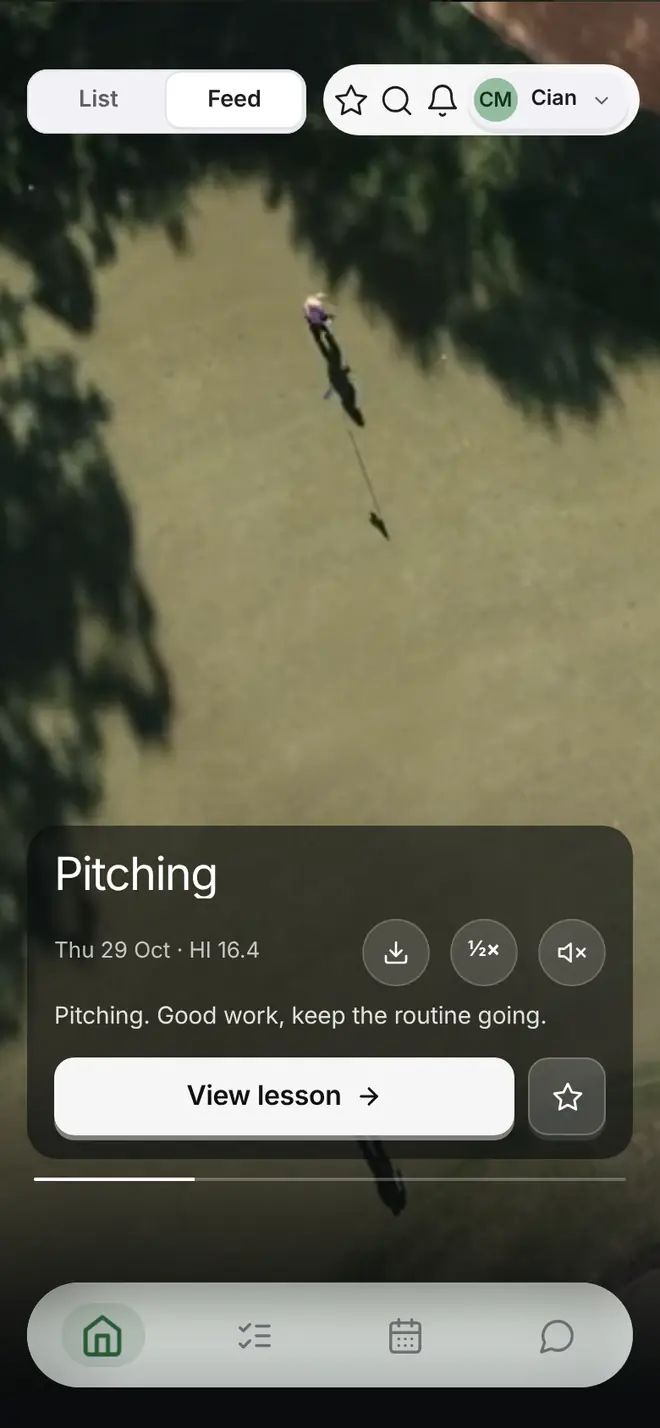 List
Feed
CM
Cian
Pitching
Thu 29 Oct · HI 16.4
½×
Pitching. Good work, keep the routine going.
View lesson →